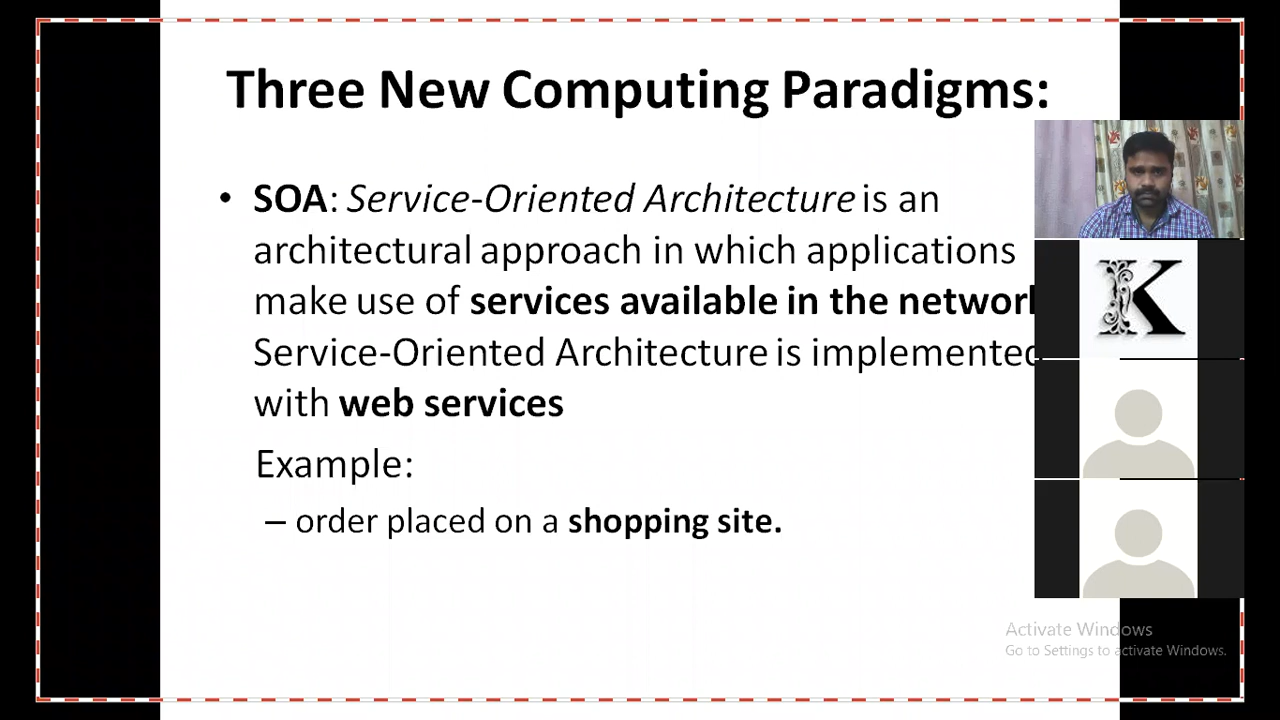 Three New Computing Paradigms:
• SOA: Service-Oriented Architecture is an
architectural approach in which applications
make use of services available in the network
Service-Oriented Architecture is implemented
with web services
Example:
– order placed on a shopping site.
K
Activate Windows
Go to Settings to activate Windows.